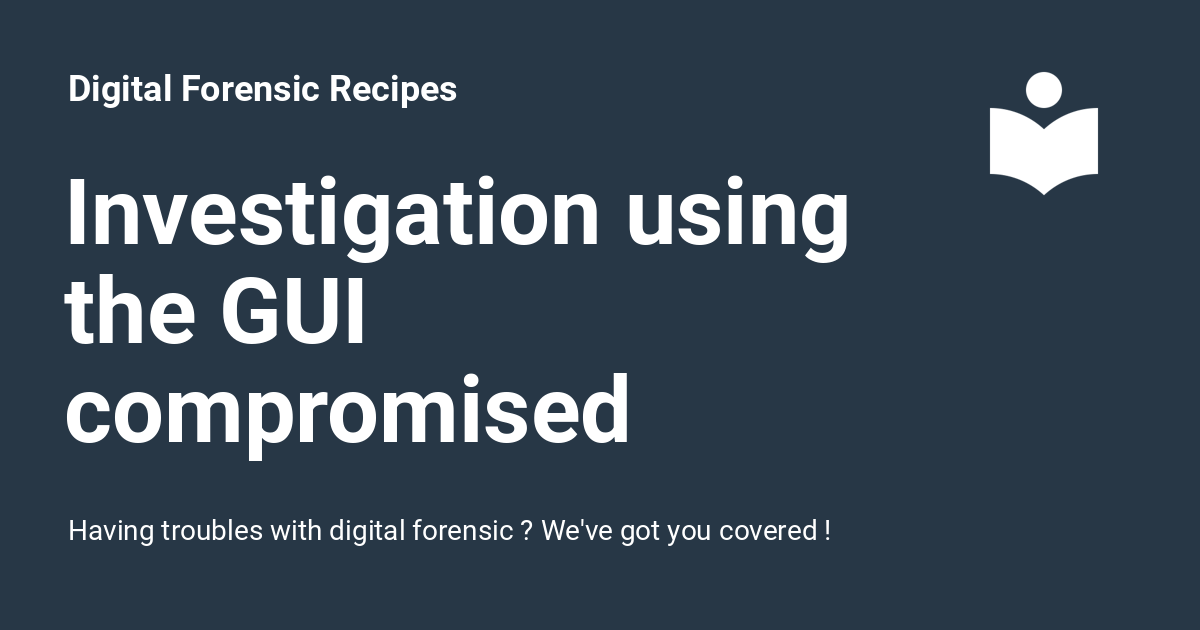 Digital Forensic Recipes
Investigation using
the GUI
compromised
Having troubles with digital forensic ? We've got you covered !